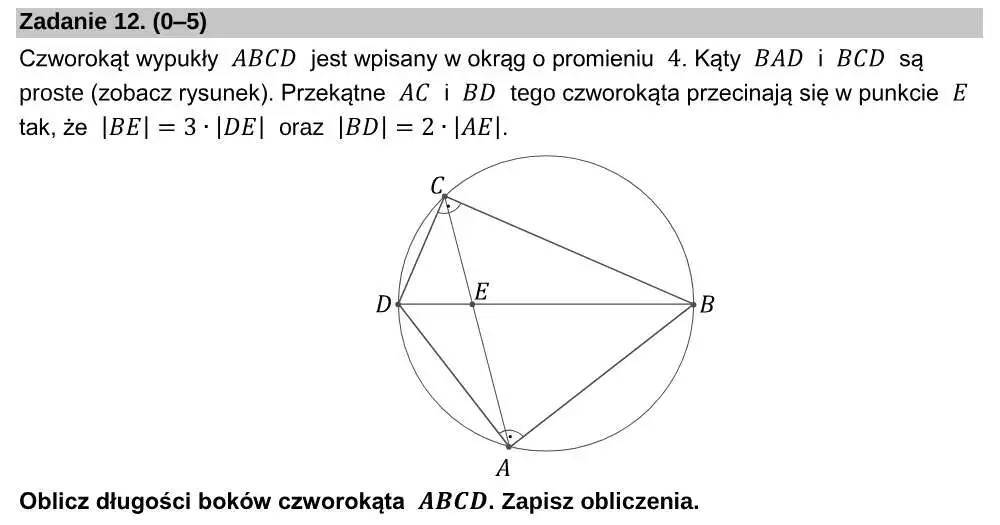 Zadanie 12. (0–5)
Czworokąt wypukły ABCD jest wpisany w okrąg o promieniu 4. Kąty BAD i BCD są
proste (zobacz rysunek). Przekątne AC i BD tego czworokąta przecinają się w punkcie E
tak, że |BE| = 3 · |DE| oraz |BD| = 2 · |AE|.
C
D
E
B
A
Oblicz długości boków czworokąta ABCD. Zapisz obliczenia.